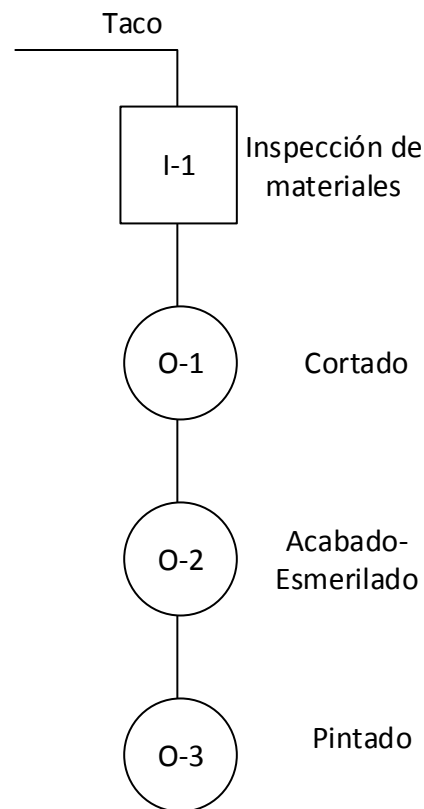 Taco
I-1
Inspección de
materiales
O-1
Cortado
O-2
Acabado-
Esmerilado
O-3
Pintado